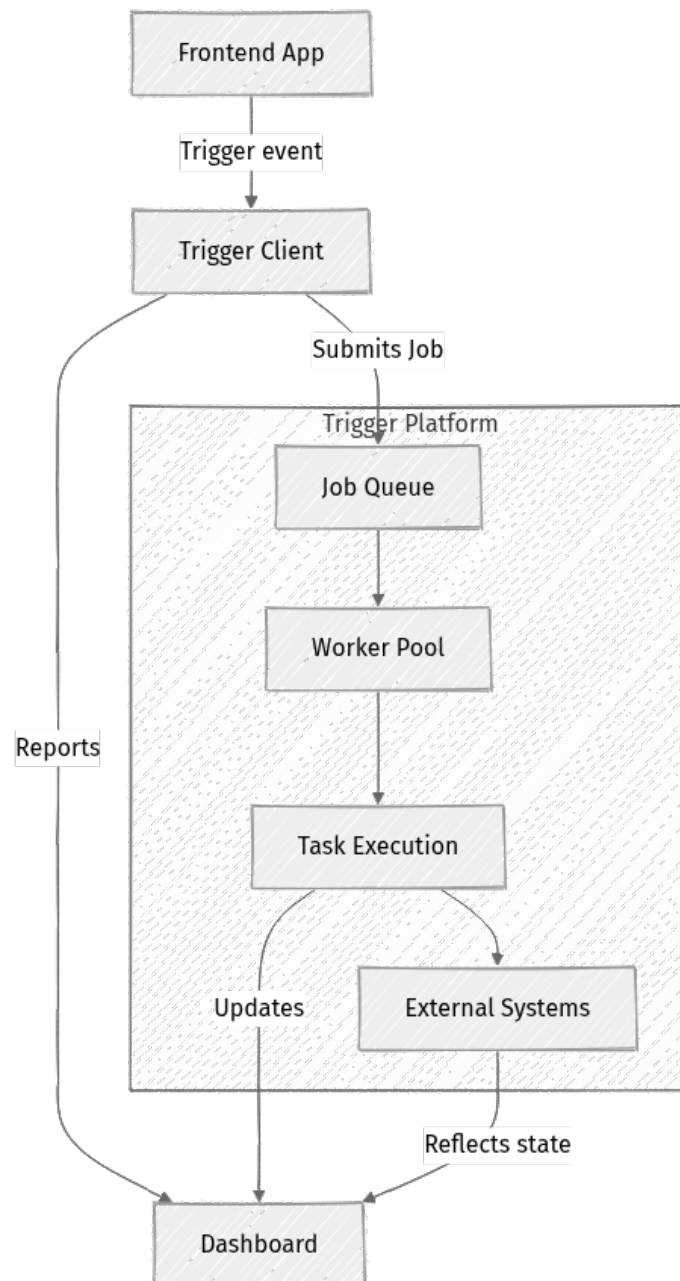 Frontend App
Trigger event
Trigger Client
Submits Job
Trigger Platform
Job Queue
Worker Pool
Reports
Task Execution
Updates
External Systems
Reflects state
Dashboard